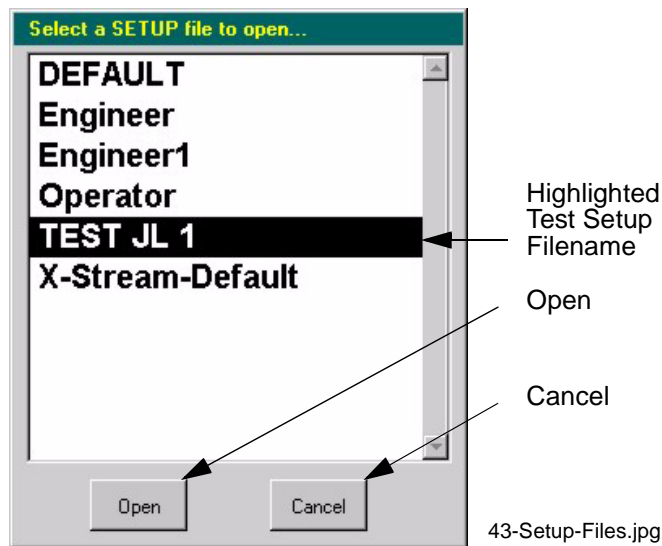 Select a SETUP file to open...
DEFAULT
Engineer
Engineer1
Operator
TEST JL 1
X-Stream-Default
Open
Cancel
Highlighted
Test Setup
Filename
Open
Cancel
43-Setup-Files.jpg